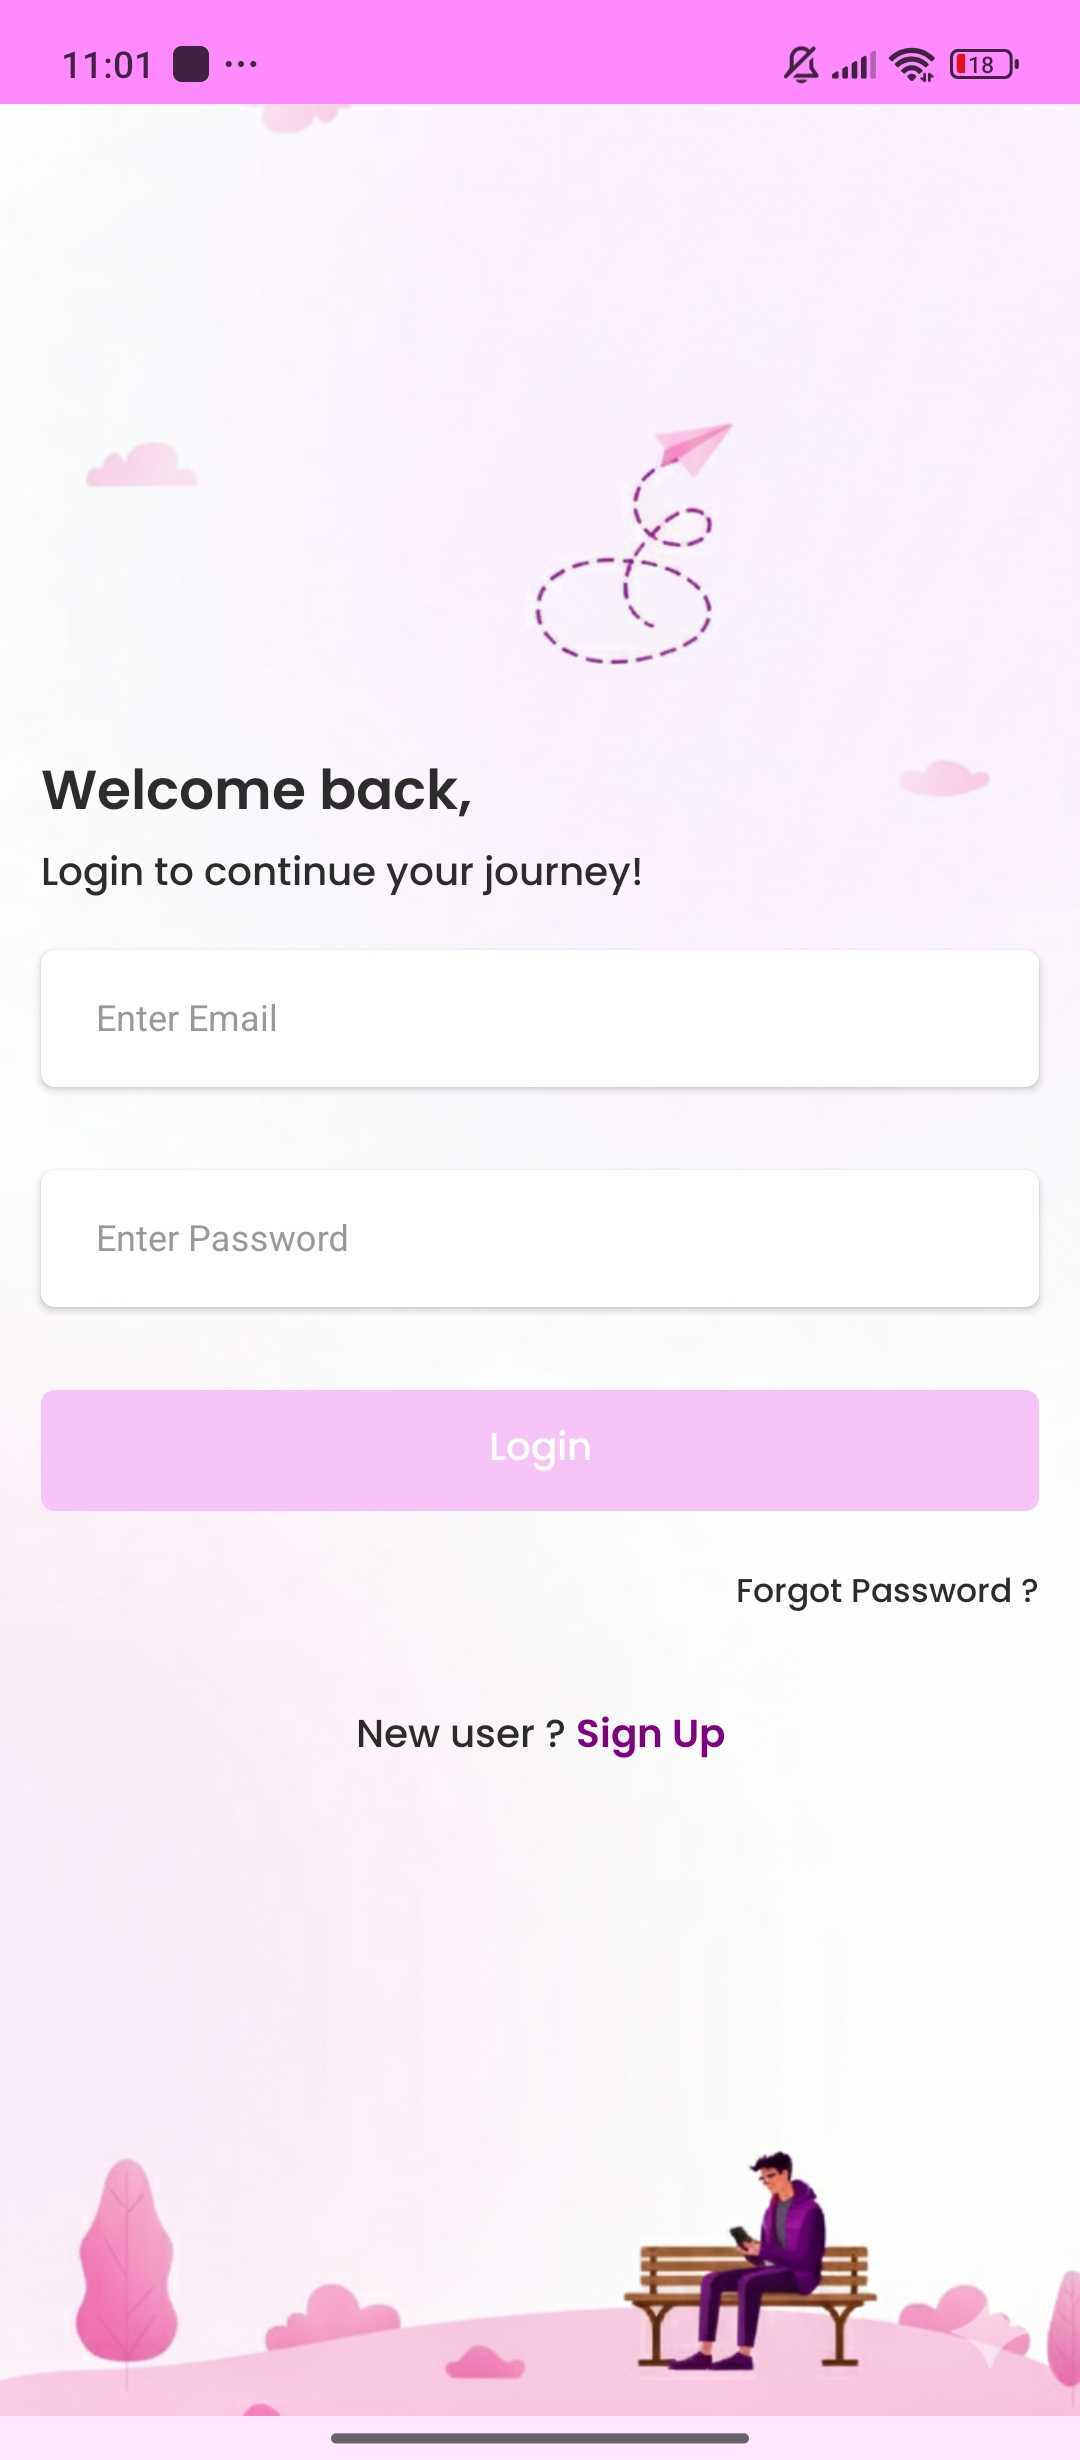 11:01 ...
18
Welcome back,
Login to continue your journey!
Enter Email
Enter Password
Login
Forgot Password ?
New user ? Sign Up